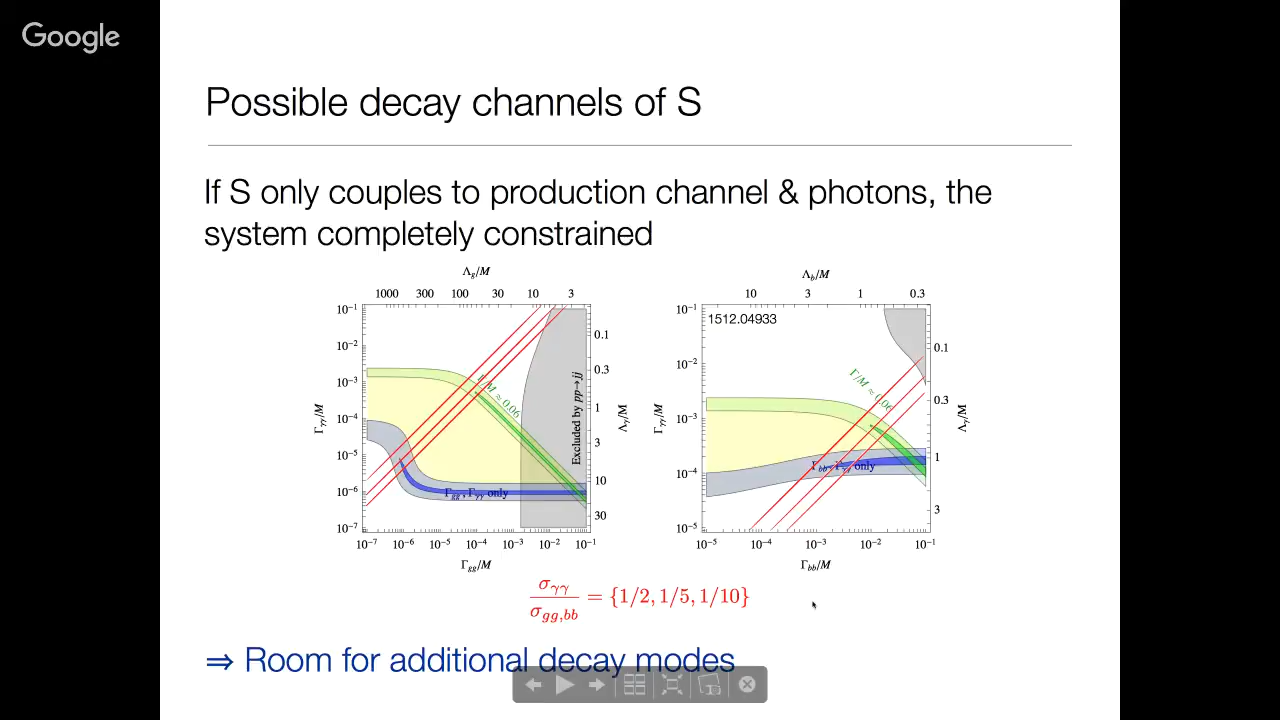 Google
Possible decay channels of S
If S only couples to production channel & photons, the
system completely constrained
Λg/M
1000 300 100 30 10 3
10⁻¹
10⁻²
10⁻³
10⁻⁴
10⁻⁵
10⁻⁶
10⁻⁷
Γγγ/M
0.1
0.3
1
3
10
30
Λγ/M
Γ/M ≈ 0.06
Excluded by pp→jj
Γgg, Γγγ only
10⁻⁷ 10⁻⁶ 10⁻⁵ 10⁻⁴ 10⁻³ 10⁻² 10⁻¹
Γgg/M
Λb/M
10 3 1 0.3
1512.04933
10⁻¹
10⁻²
10⁻³
10⁻⁴
10⁻⁵
Γγγ/M
0.1
0.3
1
3
Λγ/M
Γ/M ≈ 0.06
Γbb, Γγγ only
10⁻⁵ 10⁻⁴ 10⁻³ 10⁻² 10⁻¹
Γbb/M
σγγ/σgg,bb = {1/2, 1/5, 1/10}
⇒ Room for additional decay modes